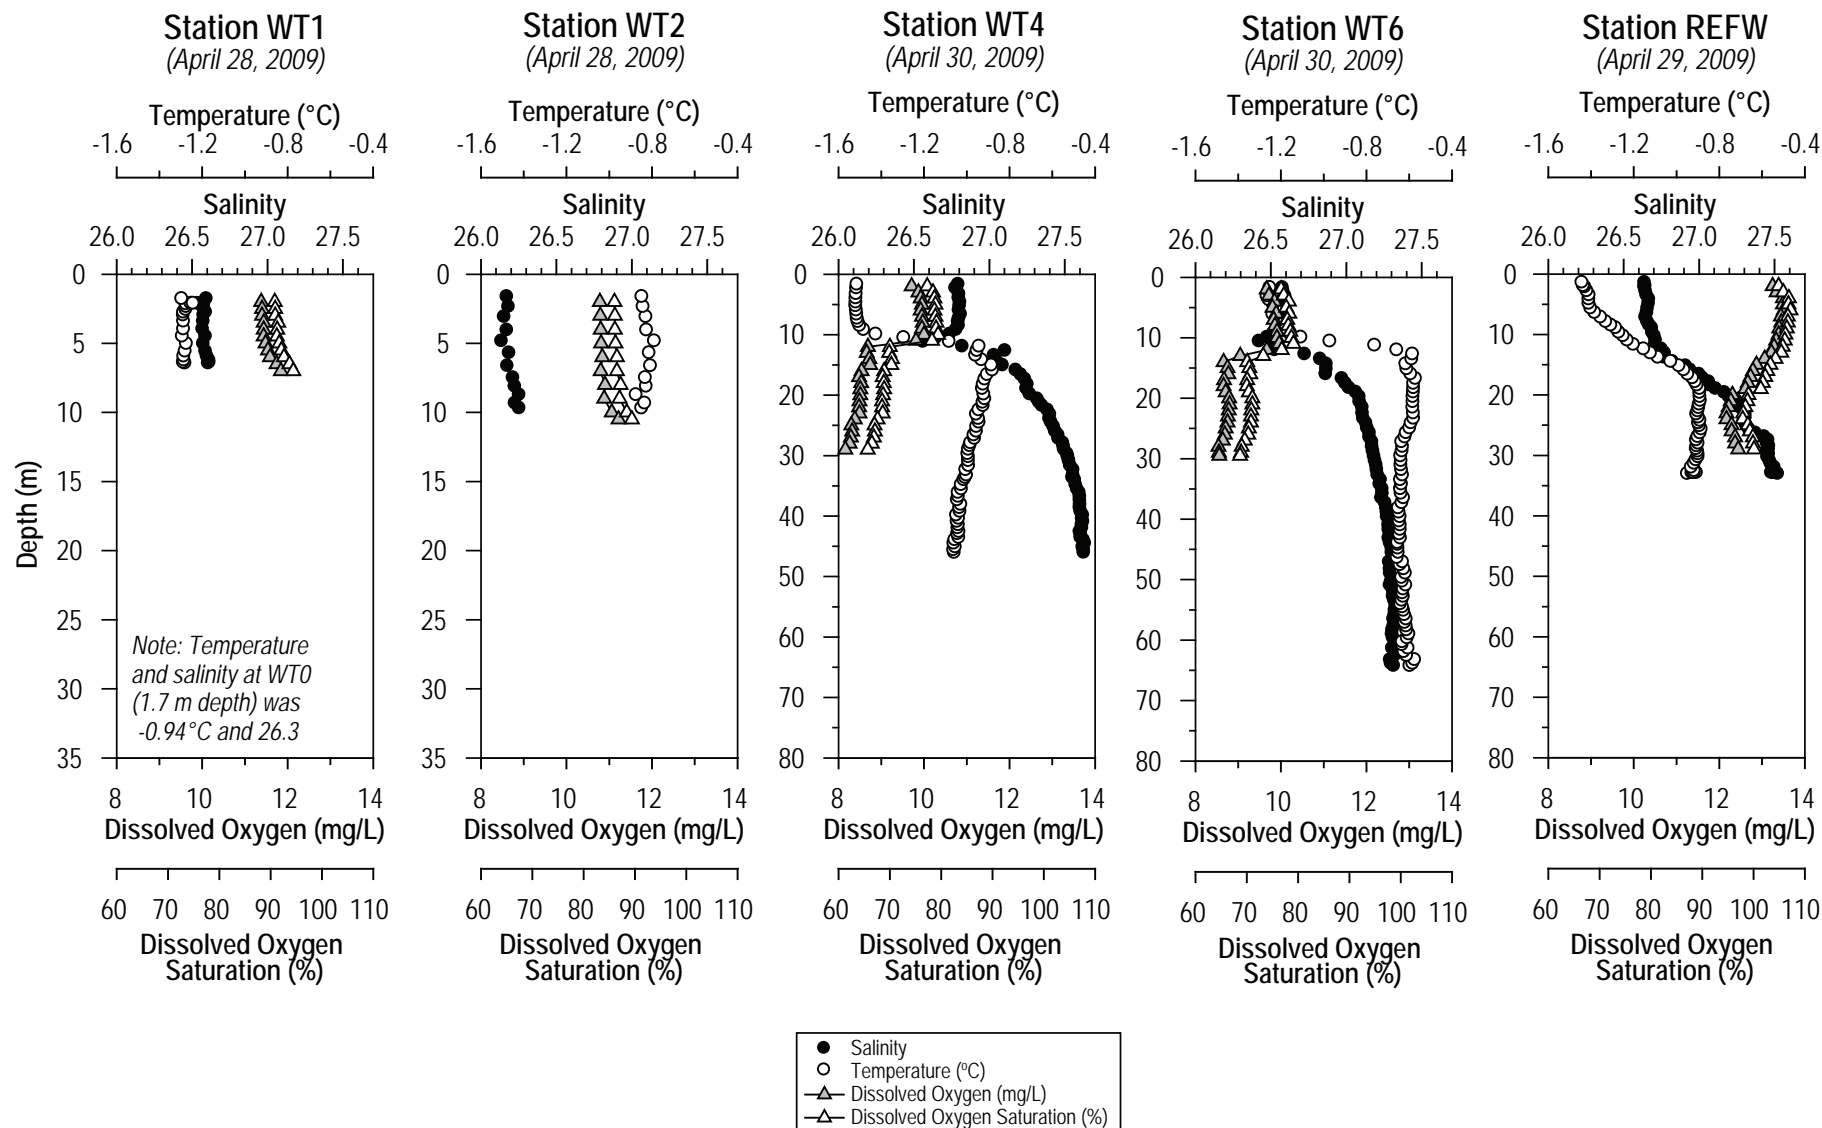 Station WT1
(April 28, 2009)
Temperature (°C)
-1.6 -1.2 -0.8 -0.4
Salinity
26.0 26.5 27.0 27.5
0
5
10
15
20
25
30
35
Depth (m)
Note: Temperature
and salinity at WT0
(1.7 m depth) was
-0.94°C and 26.3
8 10 12 14
Dissolved Oxygen (mg/L)
60 70 80 90 100 110
Dissolved Oxygen
Saturation (%)
Station WT2
(April 28, 2009)
Temperature (°C)
-1.6 -1.2 -0.8 -0.4
Salinity
26.0 26.5 27.0 27.5
0
5
10
15
20
25
30
35
8 10 12 14
Dissolved Oxygen (mg/L)
60 70 80 90 100 110
Dissolved Oxygen
Saturation (%)
Station WT4
(April 30, 2009)
Temperature (°C)
-1.6 -1.2 -0.8 -0.4
Salinity
26.0 26.5 27.0 27.5
0
10
20
30
40
50
60
70
80
8 10 12 14
Dissolved Oxygen (mg/L)
60 70 80 90 100 110
Dissolved Oxygen
Saturation (%)
Station WT6
(April 30, 2009)
Temperature (°C)
-1.6 -1.2 -0.8 -0.4
Salinity
26.0 26.5 27.0 27.5
0
10
20
30
40
50
60
70
80
8 10 12 14
Dissolved Oxygen (mg/L)
60 70 80 90 100 110
Dissolved Oxygen
Saturation (%)
Station REFW
(April 29, 2009)
Temperature (°C)
-1.6 -1.2 -0.8 -0.4
Salinity
26.0 26.5 27.0 27.5
0
10
20
30
40
50
60
70
80
8 10 12 14
Dissolved Oxygen (mg/L)
60 70 80 90 100 110
Dissolved Oxygen
Saturation (%)
Salinity
Temperature (°C)
Dissolved Oxygen (mg/L)
Dissolved Oxygen Saturation (%)